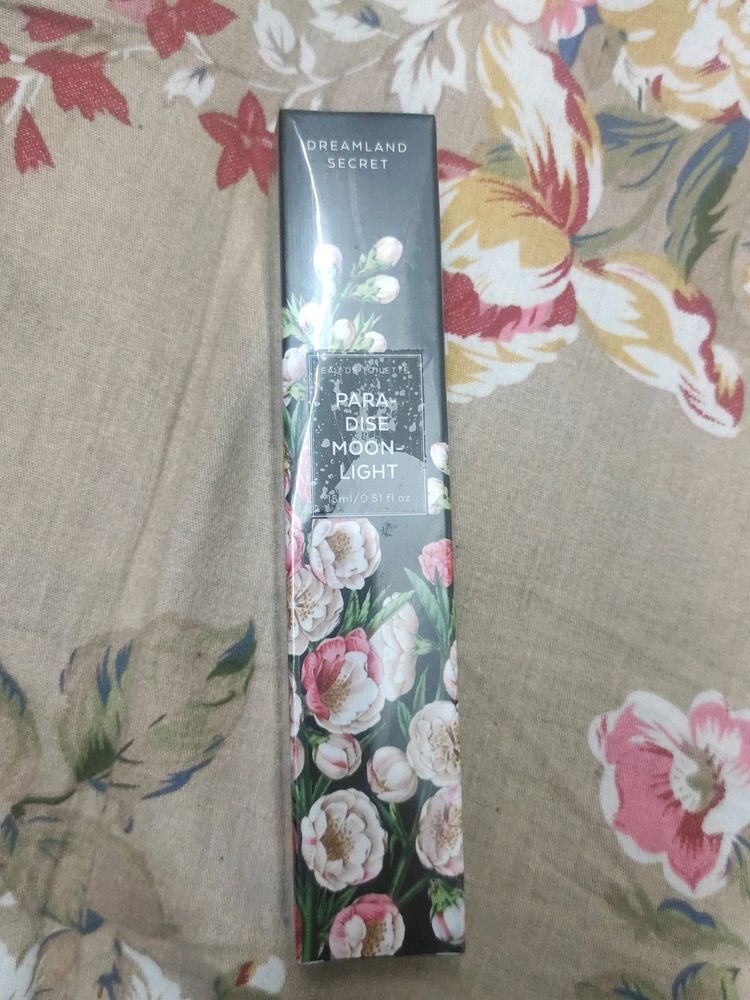 DREAMLAND
SECRET
EAU DE TOILETTE
PARA-
DISE
MOON-
LIGHT
15ml/0.51 fl oz